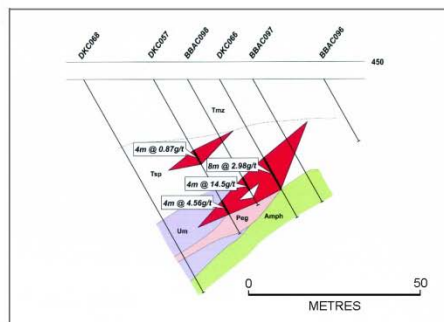 DKC068
DKC057
BBAC098
DKC066
BBAC097
BBAC096
450
Tmz
4m @ 0.87g/t
8m @ 2.98g/t
Tsp
4m @ 14.5g/t
4m @ 4.56g/t
Um
Peg
Amph
0
50
METRES